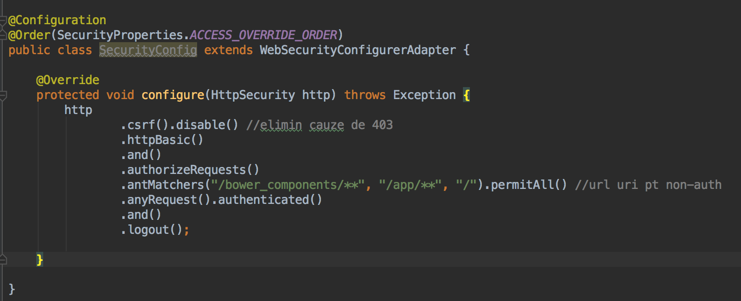 @Configuration
@Order(SecurityProperties.ACCESS_OVERRIDE_ORDER)
public class SecurityConfig extends WebSecurityConfigurerAdapter {
@Override
protected void configure(HttpSecurity http) throws Exception {
http
.csrf().disable() //elimin cauze de 403
.httpBasic()
.and()
.authorizeRequests()
.antMatchers("/bower_components/**", "/app/**", "/").permitAll() //url uri pt non-auth
.anyRequest().authenticated()
.and()
.logout();
}
}